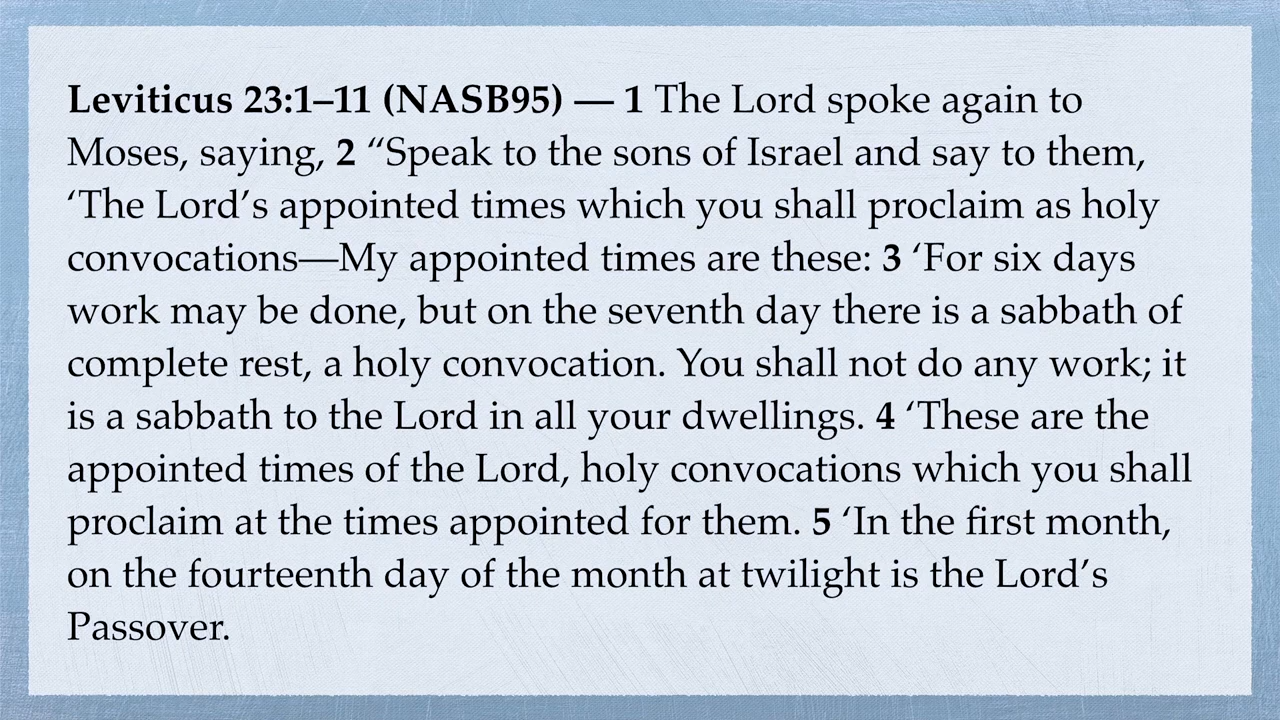 Leviticus 23:1–11 (NASB95) — 1 The Lord spoke again to
Moses, saying, 2 “Speak to the sons of Israel and say to them,
‘The Lord’s appointed times which you shall proclaim as holy
convocations—My appointed times are these: 3 ‘For six days
work may be done, but on the seventh day there is a sabbath of
complete rest, a holy convocation. You shall not do any work; it
is a sabbath to the Lord in all your dwellings. 4 ‘These are the
appointed times of the Lord, holy convocations which you shall
proclaim at the times appointed for them. 5 ‘In the first month,
on the fourteenth day of the month at twilight is the Lord’s
Passover.